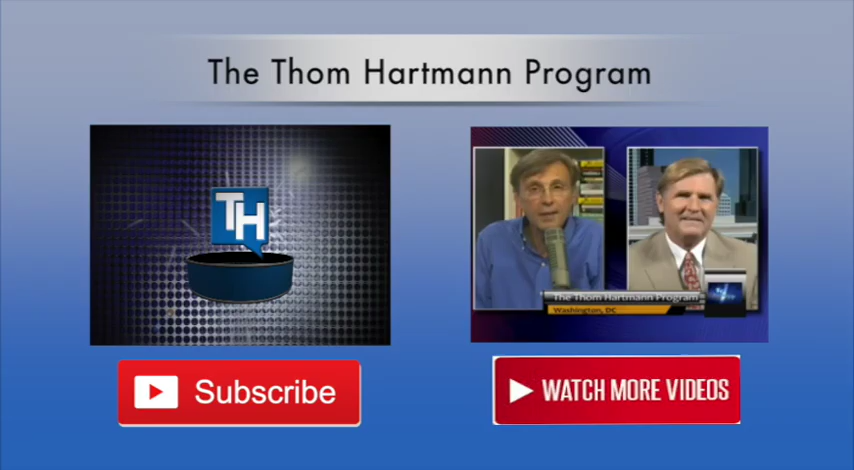 The Thom Hartmann Program
TH
The Thom Hartmann Program
Washington, DC
Subscribe
WATCH MORE VIDEOS